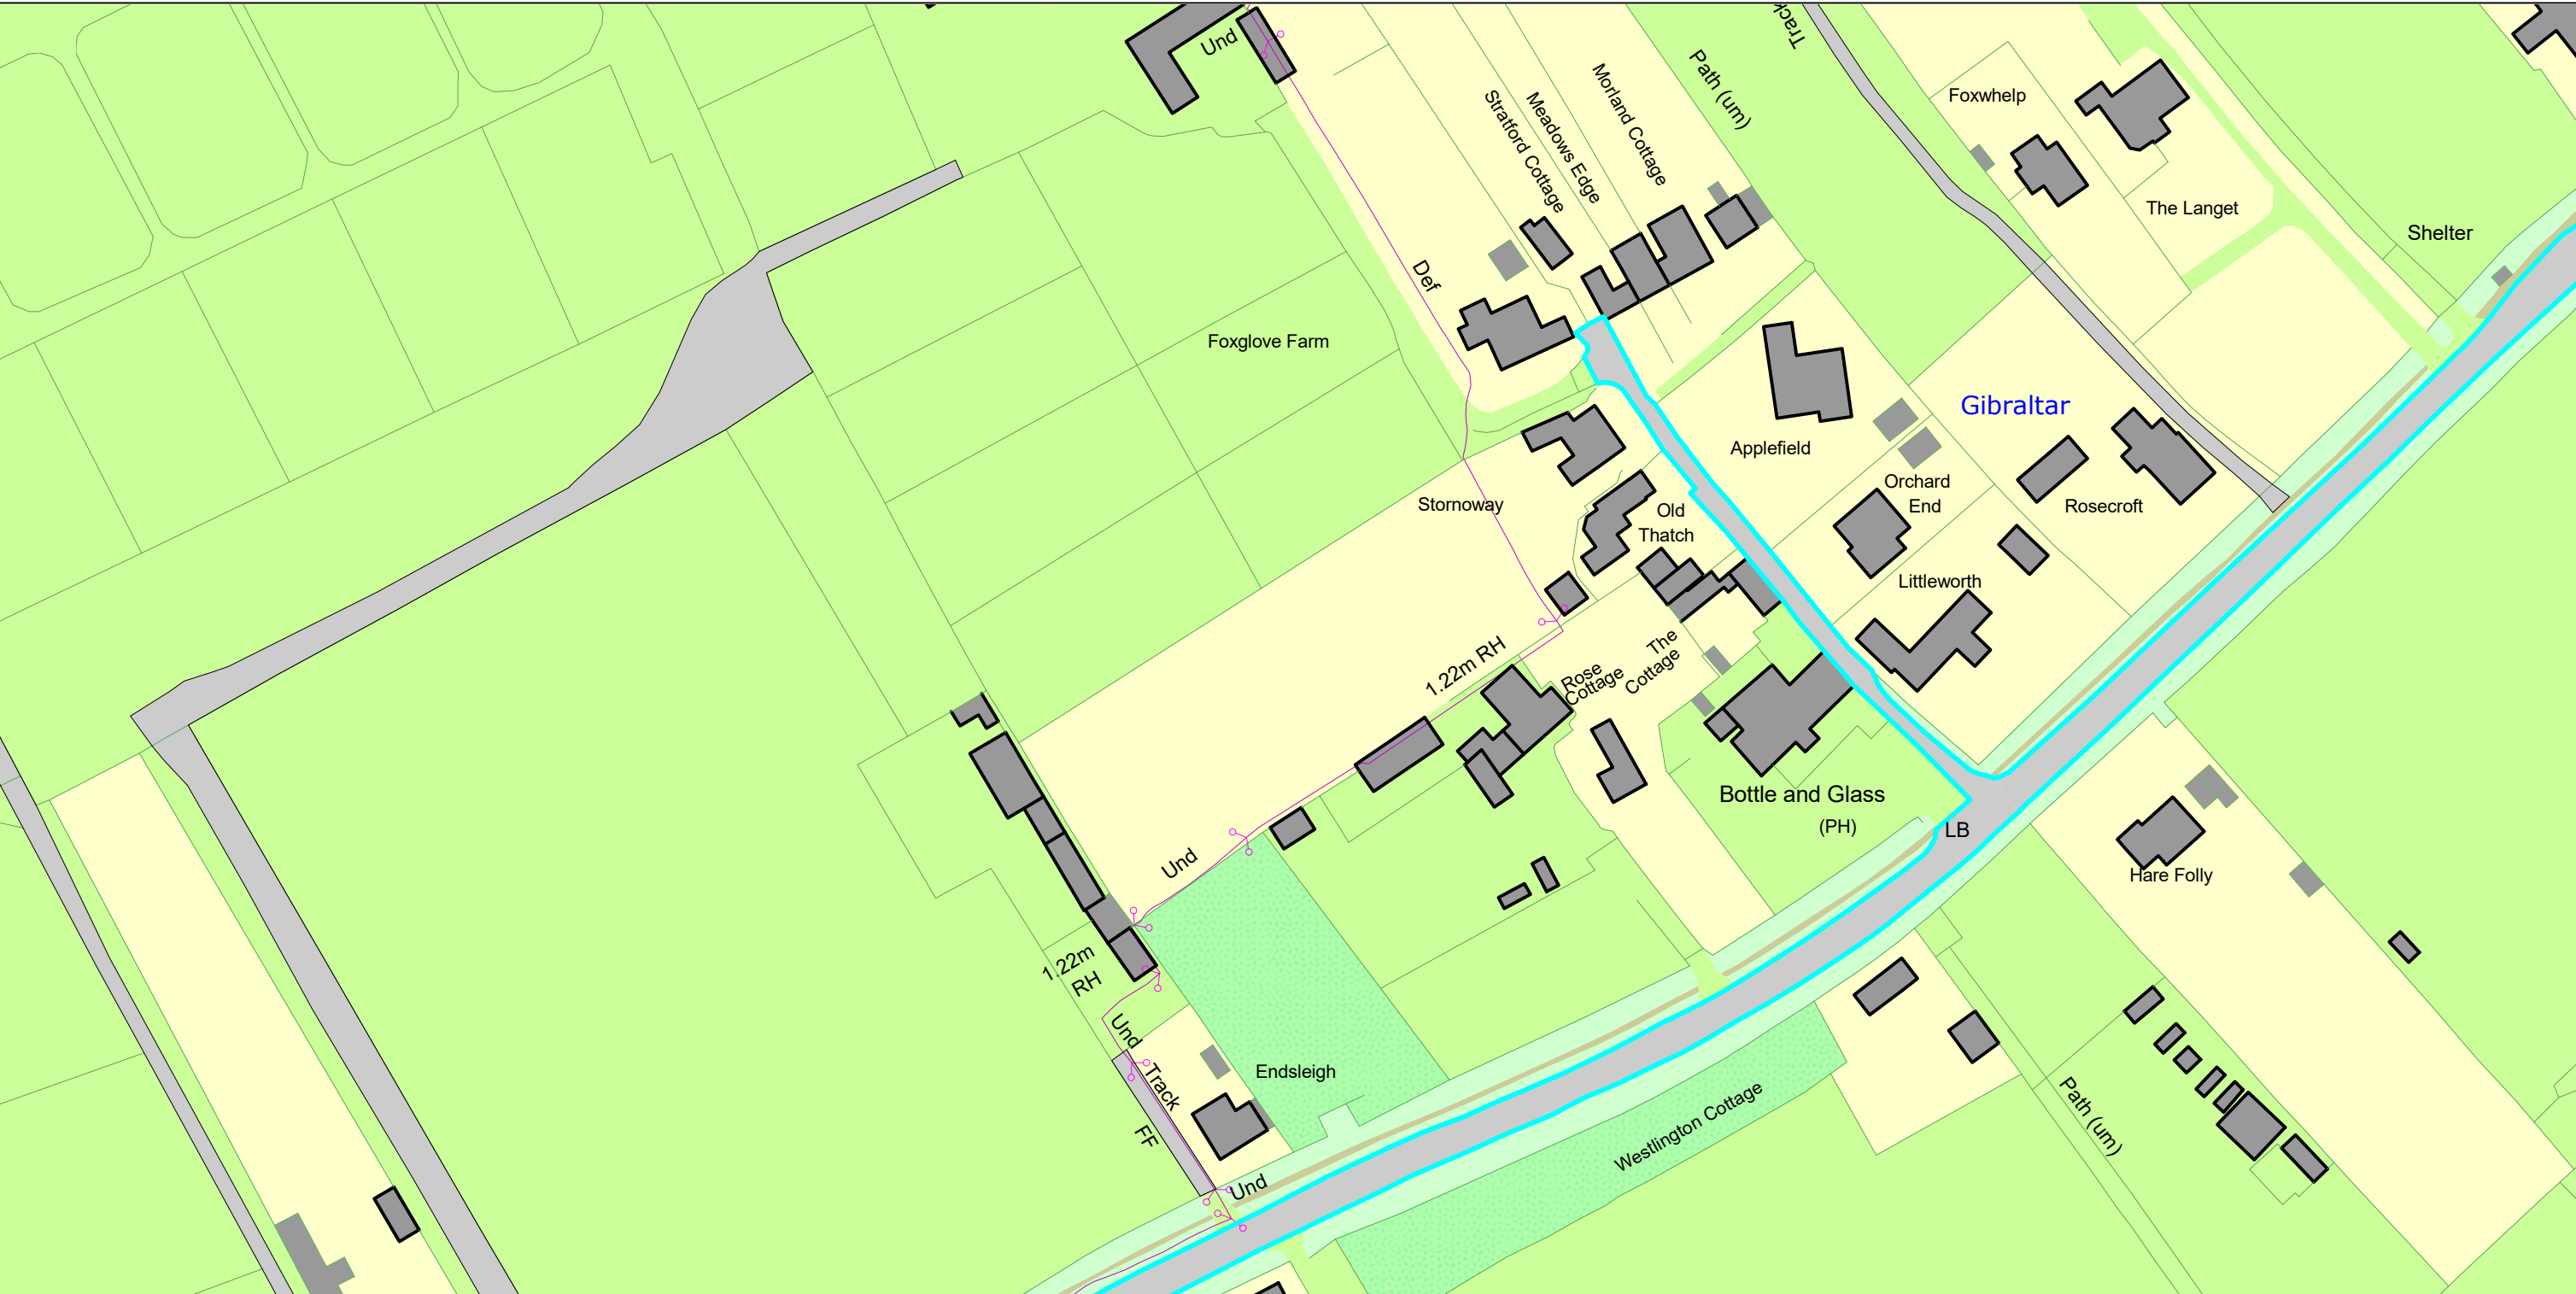 Und
Track
Path (um)
Morland Cottage
Meadows Edge
Stratford Cottage
Foxwhelp
The Langet
Shelter
Def
Foxglove Farm
Gibraltar
Applefield
Orchard
End
Rosecroft
Stornoway
Old
Thatch
Littleworth
1.22m RH
The
Cottage
Rose
Cottage
Bottle and Glass
(PH)
LB
Hare Folly
Und
1.22m
RH
Und
Track
FF
Endsleigh
Und
Westlington Cottage
Path (um)